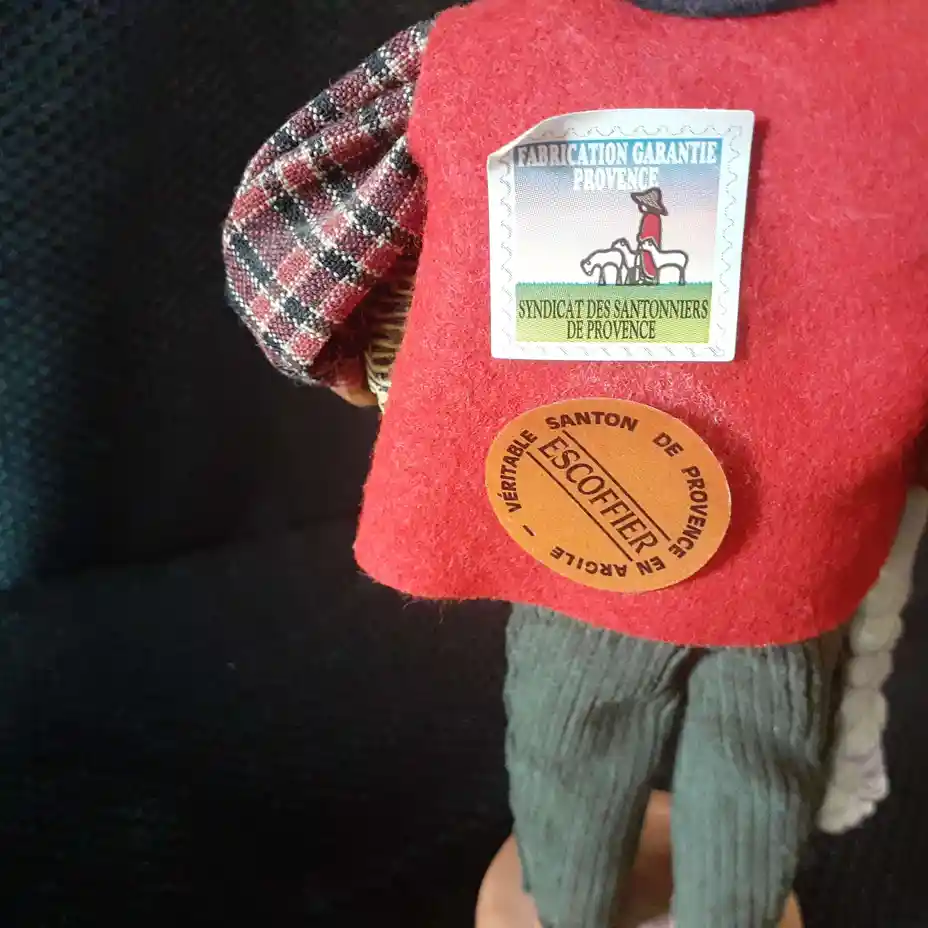 FABRICATION GARANTIE
PROVENCE
SYNDICAT DES SANTONNIERS
DE PROVENCE
VÉRITABLE SANTON DE PROVENCE EN ARGILE -
ESCOFFIER